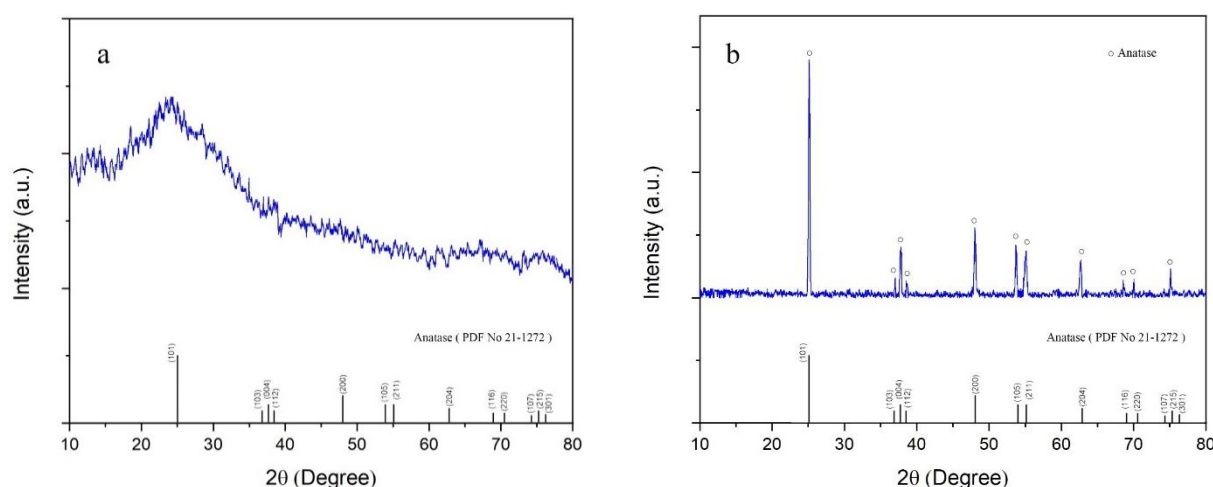 a
Intensity (a.u.)
Anatase ( PDF No 21-1272 )
(101)
(103)
(004)
(112)
(200)
(105)
(211)
(204)
(116)
(220)
(107)
(215)
(301)
10 20 30 40 50 60 70 80
2θ (Degree)
b
○ Anatase
Intensity (a.u.)
Anatase ( PDF No 21-1272 )
(101)
(103)
(004)
(112)
(200)
(105)
(211)
(204)
(116)
(220)
(107)
(215)
(301)
10 20 30 40 50 60 70 80
2θ (Degree)